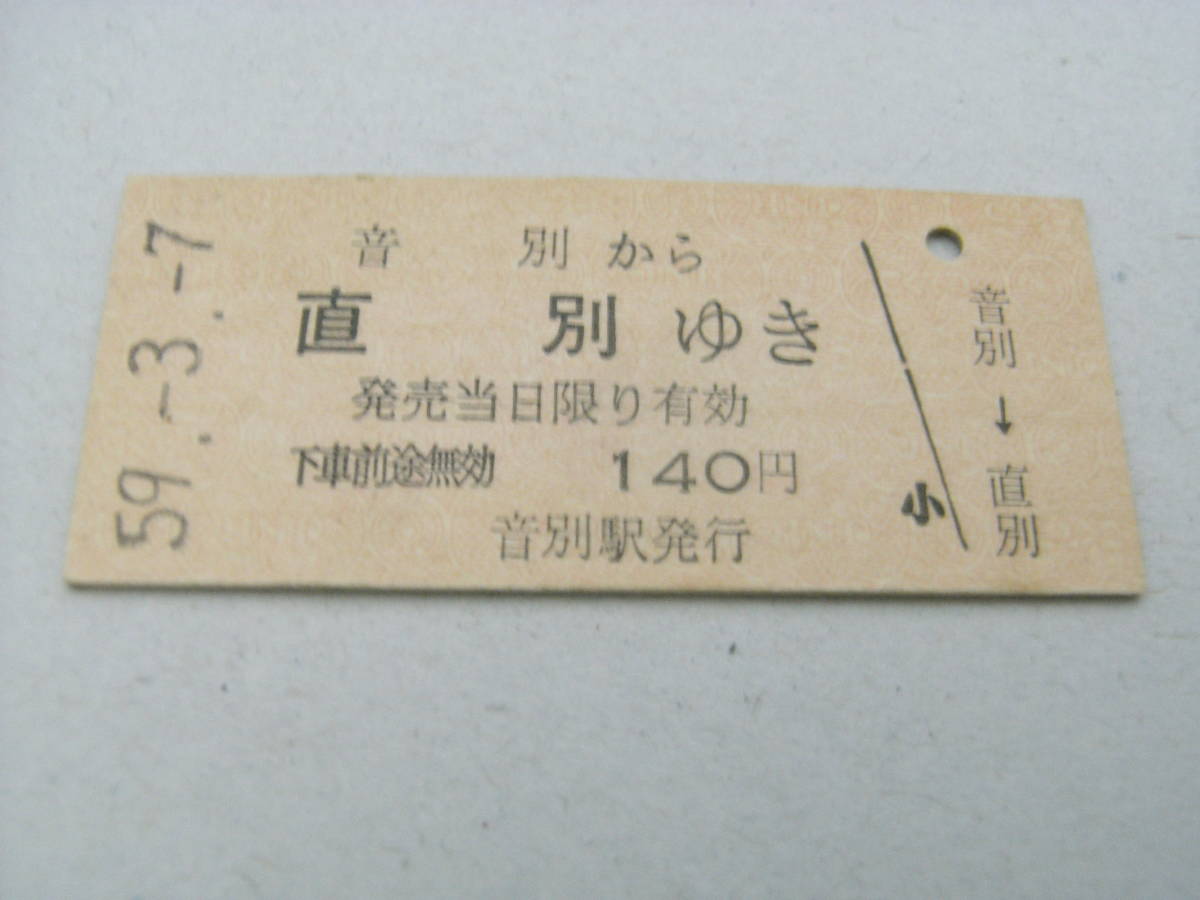 59.-3.-7
音別から
直別ゆき
発売当日限り有効
下車前途無効 140円
音別駅発行
小
音別→直別